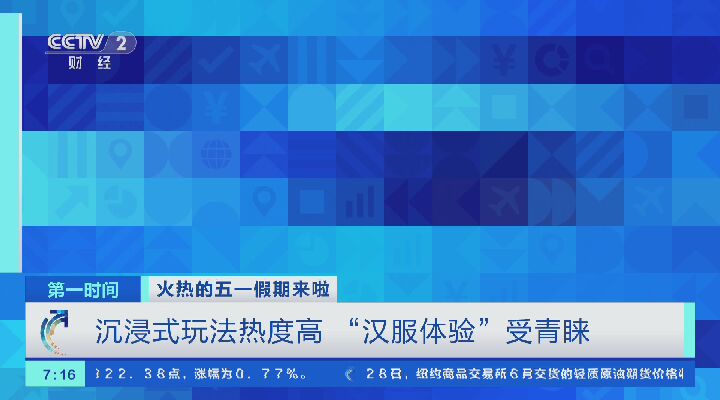 CCTV 2
财经
第一时间 火热的五一假期来啦
沉浸式玩法热度高 “汉服体验”受青睐
7:16 322.38点，涨幅为0.77%。 28日，纽约商品交易所6月交货的轻质原油期货价格收